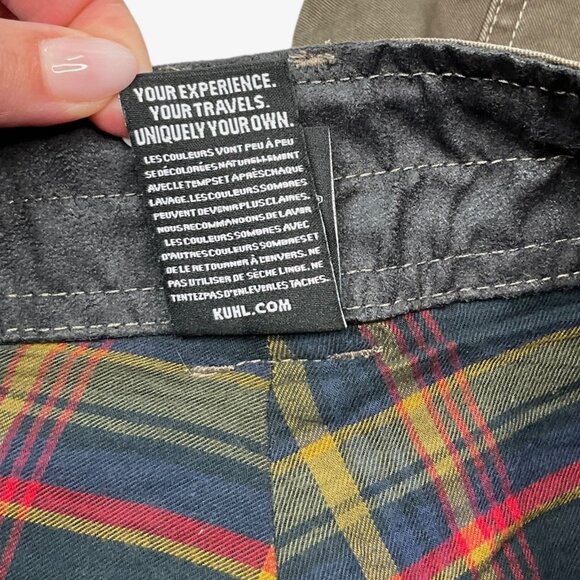 YOUR EXPERIENCE.
YOUR TRAVELS.
UNIQUELY YOUR OWN.
LES COULEURS VONT PEU À PEU
SE DÉCOLORÉES NATURELLEMENT
AVEC LE TEMPS ET APRÈS CHAQUE
LAVAGE. LES COULEURS SOMBRES
PEUVENT DEVENIR PLUS CLAIRES.
NOUS RECOMMANDONS DE LAVER
LES COULEURS SOMBRES AVEC
D'AUTRES COULEURS SOMBRES ET
DE LE RETOURNER À L'ENVERS. NE
PAS UTILISER DE SÈCHE LINGE. NE
TENTEZ PAS D'ENLEVER LES TACHES.
KUHL.COM